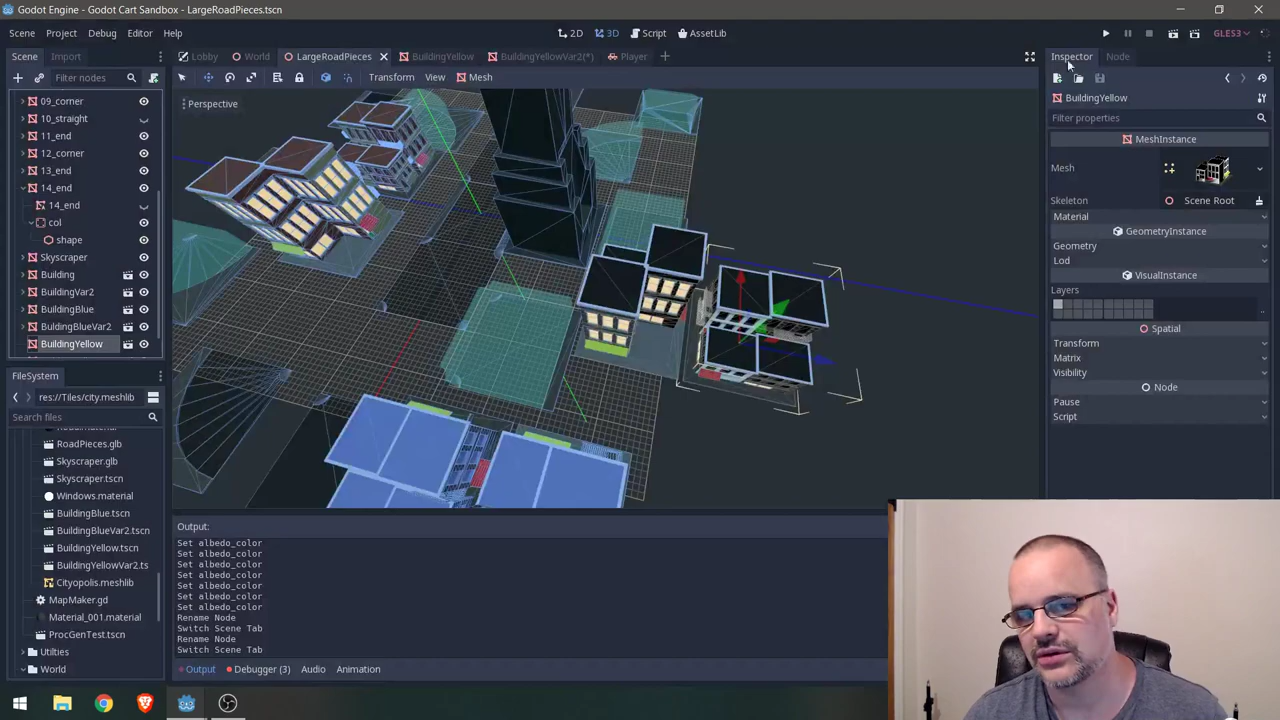 Godot Engine - Godot Cart Sandbox - LargeRoadPieces.tscn
Scene Project Debug Editor Help
2D 3D Script AssetLib
GLES3
Scene Import
Lobby World LargeRoadPieces BuildingYellow BuildingYellowVar2(*) Player
Inspector Node
Filter nodes
Transform View Mesh
Perspective
09_corner
10_straight
11_end
12_corner
13_end
14_end
14_end
col
shape
Skyscraper
Building
BuildingVar2
BuildingBlue
BuildingBlueVar2
BuildingYellow
FileSystem
res://Tiles/city.meshlib
Search files
RoadPieces.glb
Skyscraper.glb
Skyscraper.tscn
Windows.material
BuildingBlue.tscn
BuildingBlueVar2.tscn
BuildingYellow.tscn
BuildingYellowVar2.ts
Cityopolis.meshlib
MapMaker.gd
Material_001.material
ProcGenTest.tscn
Utilties
World
Output:
Set albedo_color
Set albedo_color
Set albedo_color
Set albedo_color
Set albedo_color
Set albedo_color
Set albedo_color
Rename Node
Switch Scene Tab
Rename Node
Switch Scene Tab
Output Debugger (3) Audio Animation
BuildingYellow
Filter properties
MeshInstance
Mesh
Skeleton Scene Root
Material
GeometryInstance
Geometry
Lod
VisualInstance
Layers
Spatial
Transform
Matrix
Visibility
Node
Pause
Script